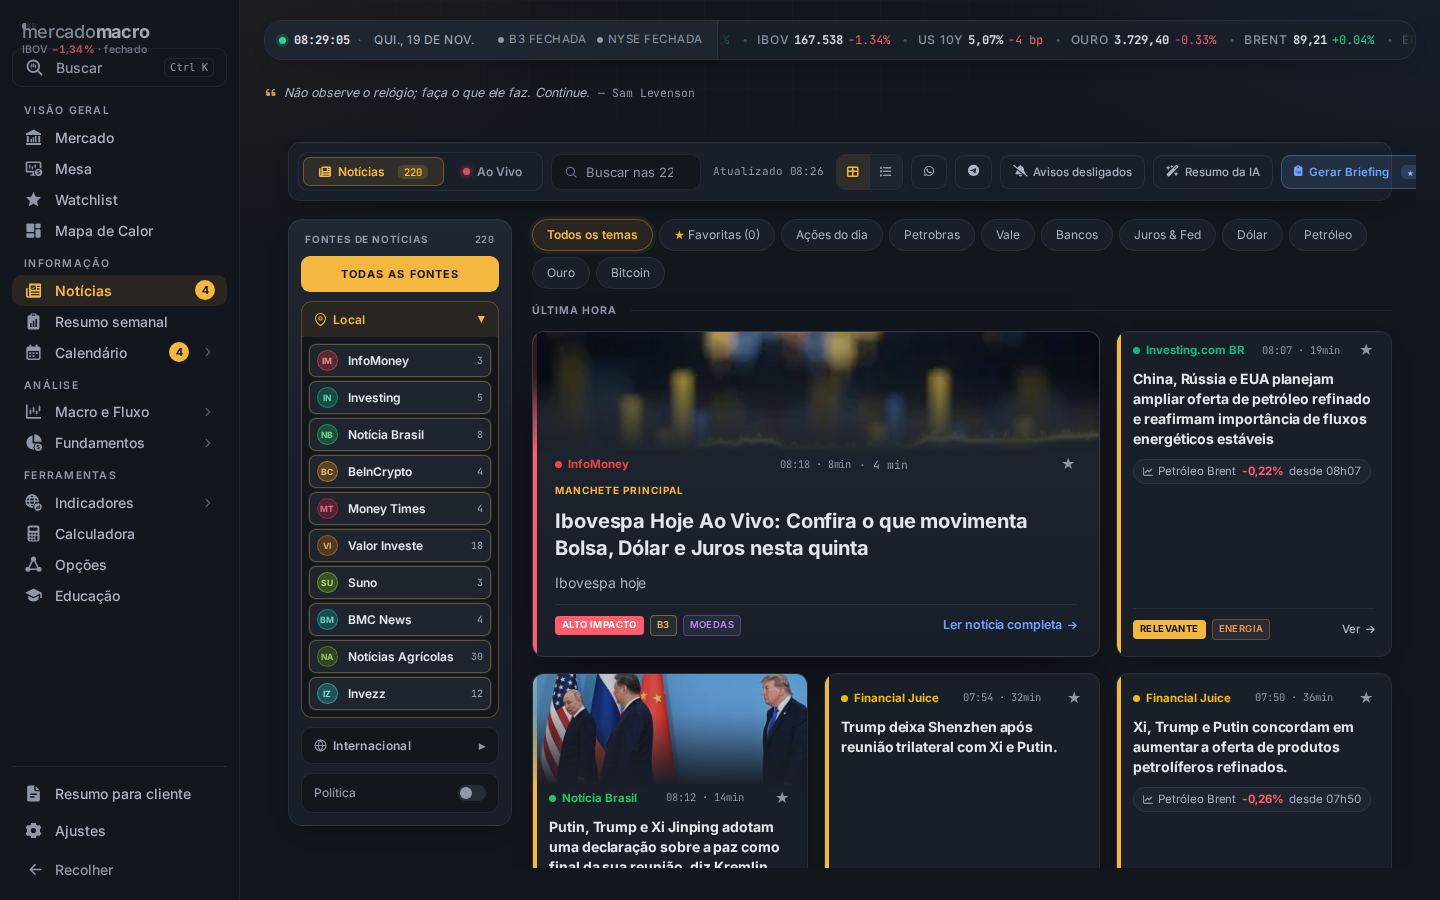 mercadomacro
IBOV −1,34% · fechado
Buscar Ctrl K
VISÃO GERAL
Mercado
Mesa
Watchlist
Mapa de Calor
INFORMAÇÃO
Notícias 4
Resumo semanal
Calendário 4
ANÁLISE
Macro e Fluxo
Fundamentos
FERRAMENTAS
Indicadores
Calculadora
Opções
Educação
Resumo para cliente
Ajustes
Recolher
08:29:05 · QUI., 19 DE NOV. B3 FECHADA NYSE FECHADA % • IBOV 167.538 -1.34% • US 10Y 5,07% -4 bp • OURO 3.729,40 -0.33% • BRENT 89,21 +0.04% •
❝ Não observe o relógio; faça o que ele faz. Continue. — Sam Levenson
Notícias 220 Ao Vivo Buscar nas 22 Atualizado 08:26 Avisos desligados Resumo da IA Gerar Briefing ★
FONTES DE NOTÍCIAS 220
TODAS AS FONTES
Local ▼
IM InfoMoney 3
IN Investing 5
NB Notícia Brasil 8
BC BeInCrypto 4
MT Money Times 4
VI Valor Investe 18
SU Suno 3
BM BMC News 4
NA Notícias Agrícolas 30
IZ Invezz 12
Internacional ▶
Política
Todos os temas ★ Favoritas (0) Ações do dia Petrobras Vale Bancos Juros & Fed Dólar Petróleo
Ouro Bitcoin
ÚLTIMA HORA
InfoMoney 08:18 · 8min · 4 min ★
MANCHETE PRINCIPAL
Ibovespa Hoje Ao Vivo: Confira o que movimenta
Bolsa, Dólar e Juros nesta quinta
Ibovespa hoje
ALTO IMPACTO B3 MOEDAS Ler notícia completa →
Investing.com BR 08:07 · 19min ★
China, Rússia e EUA planejam
ampliar oferta de petróleo refinado
e reafirmam importância de fluxos
energéticos estáveis
Petróleo Brent -0,22% desde 08h07
RELEVANTE ENERGIA Ver →
Notícia Brasil 08:12 · 14min ★
Putin, Trump e Xi Jinping adotam
uma declaração sobre a paz como
final da sua reunião, diz Kremlin
Financial Juice 07:54 · 32min ★
Trump deixa Shenzhen após
reunião trilateral com Xi e Putin.
Financial Juice 07:50 · 36min ★
Xi, Trump e Putin concordam em
aumentar a oferta de produtos
petrolíferos refinados.
Petróleo Brent -0,26% desde 07h50